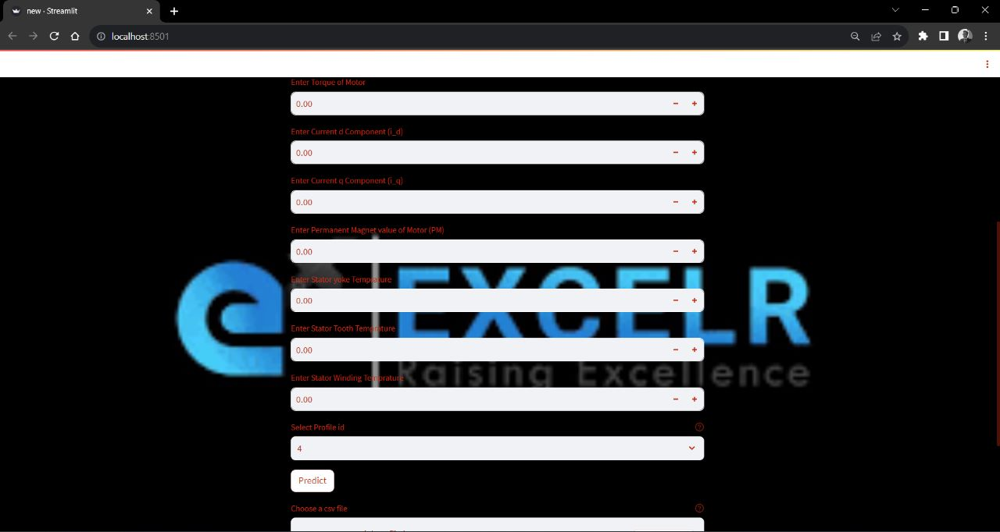 new · Streamlit
localhost:8501
Enter Torque of Motor
0.00
Enter Current d Component (i_d)
0.00
Enter Current q Component (i_q)
0.00
Enter Permanent Magnet value of Motor (PM)
0.00
Enter Stator yoke Temprature
0.00
Enter Stator Tooth Temprature
0.00
Enter Stator Winding Temprature
0.00
Select Profile id
4
Predict
Choose a csv file
EXCELR
Raising Excellence